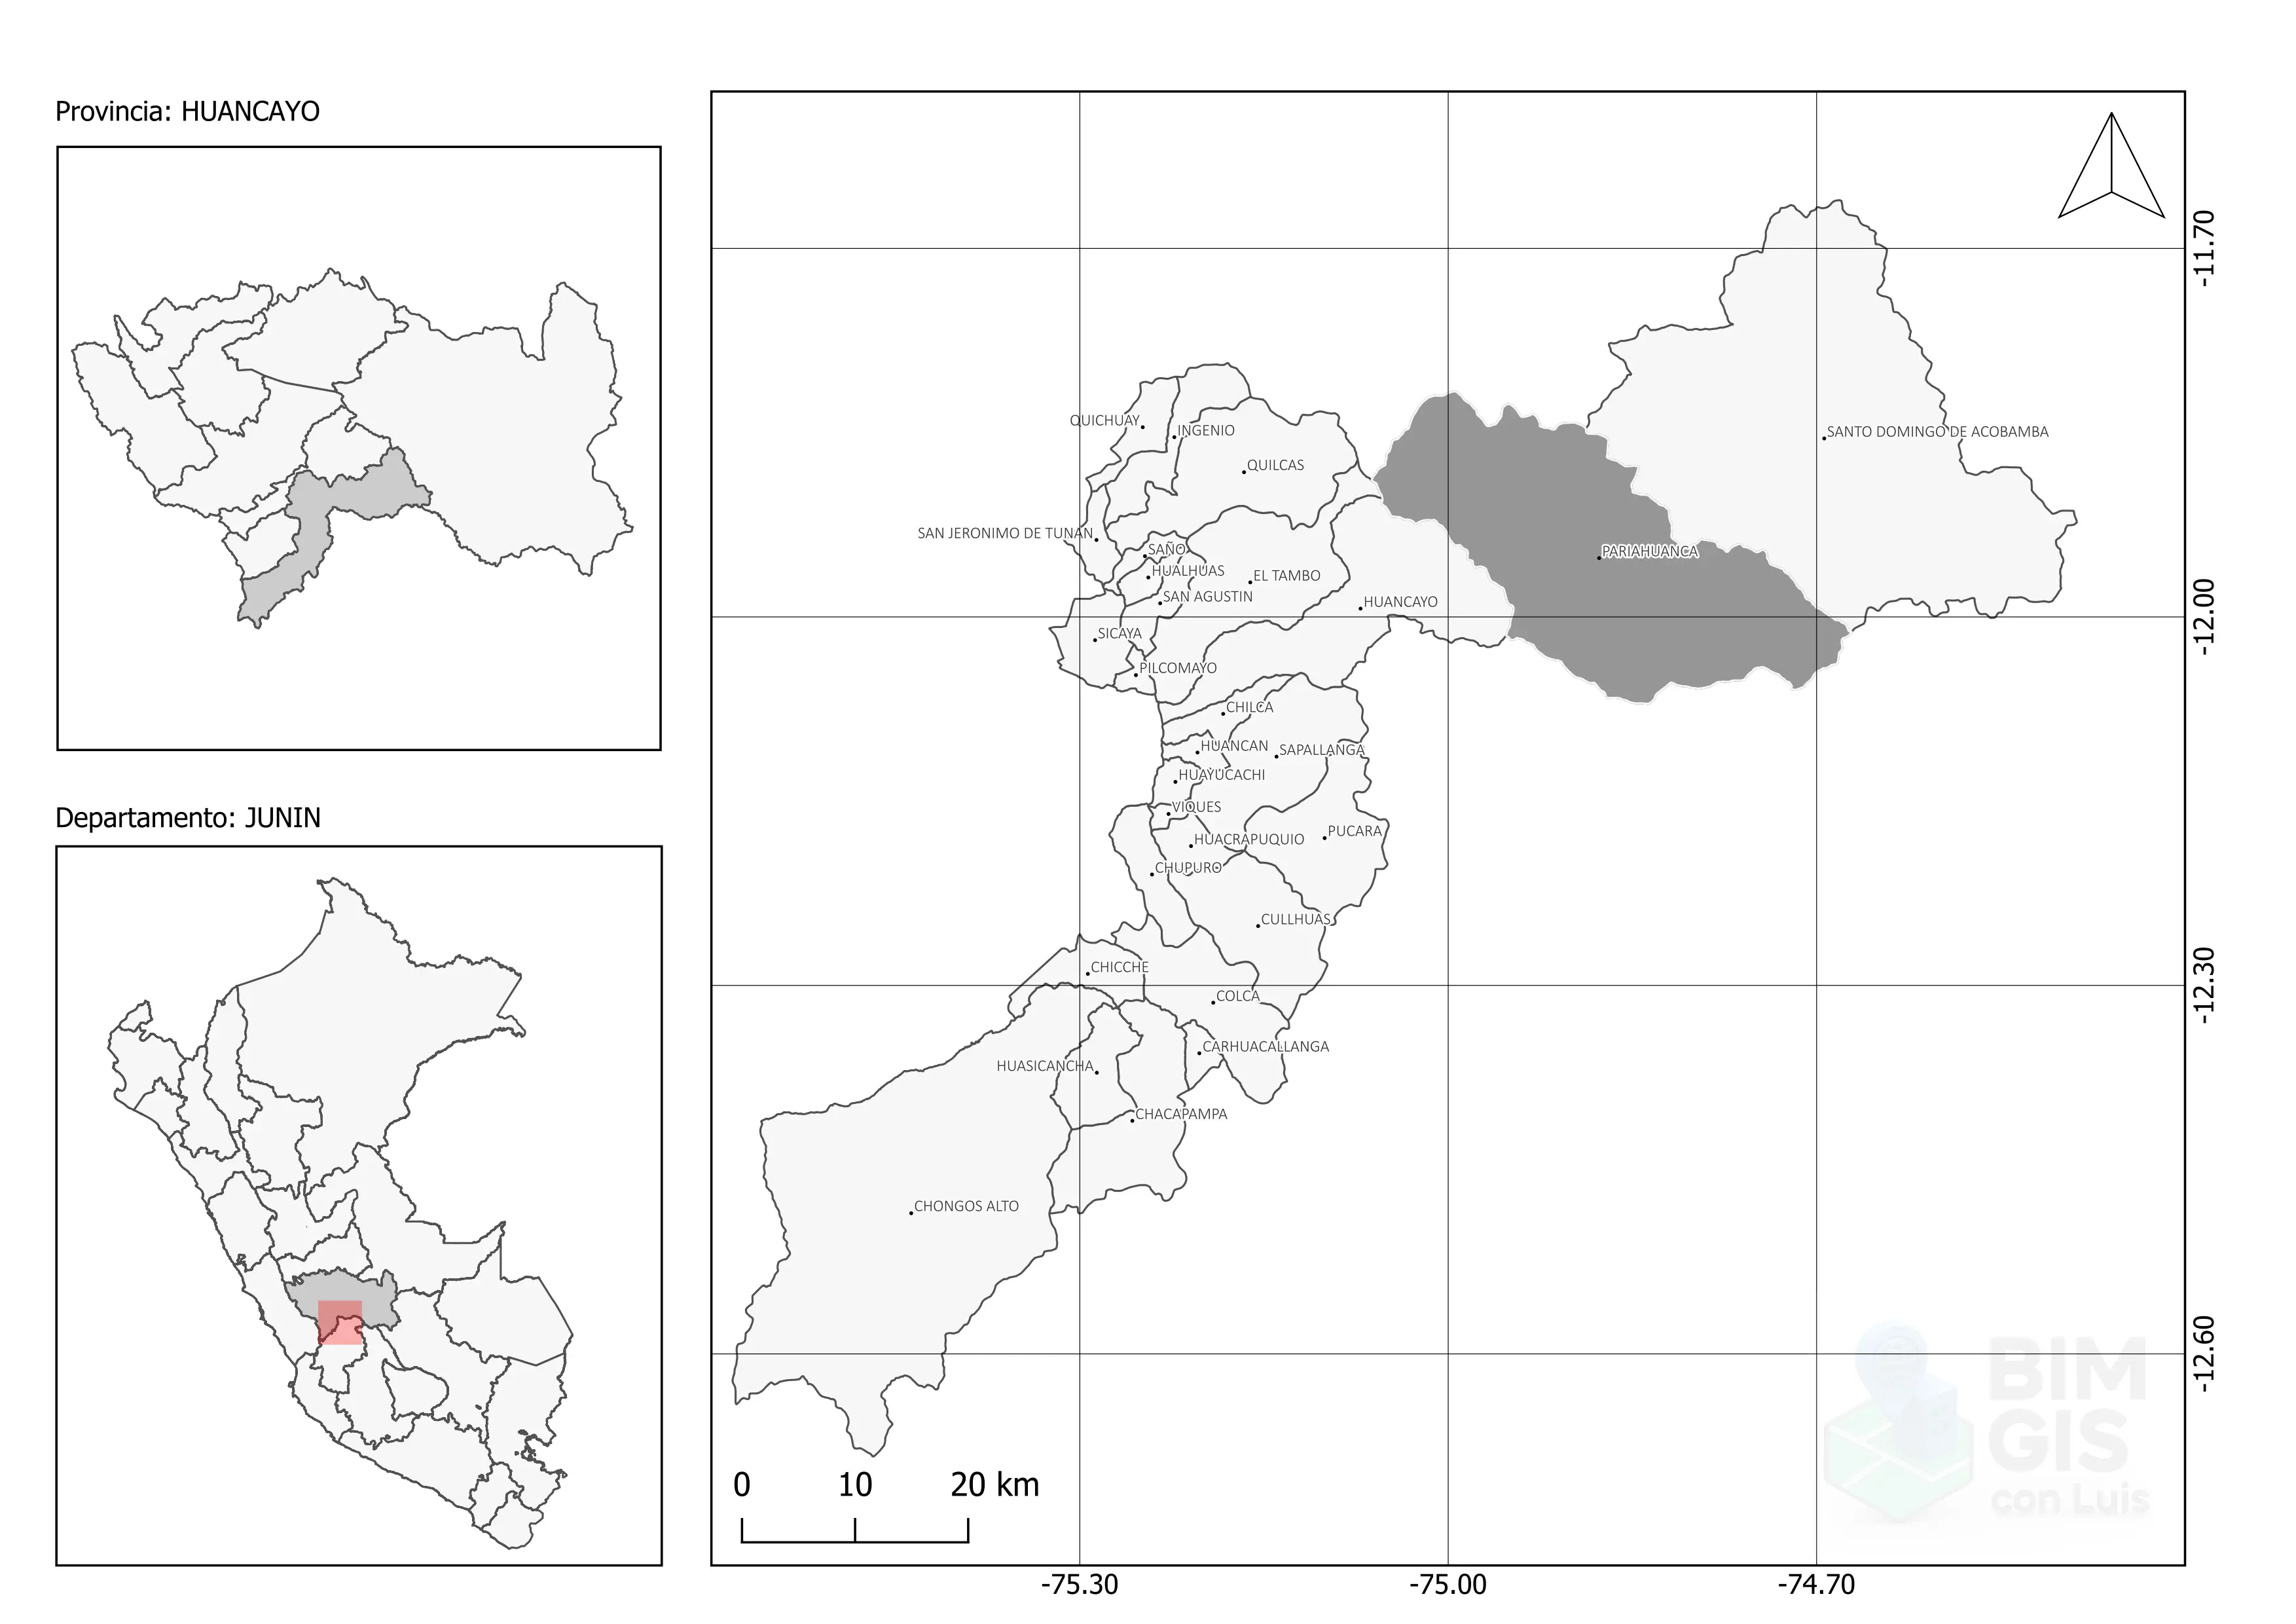 Provincia: HUANCAYO
Departamento: JUNIN
QUICHUAY
INGENIO
QUILCAS
SANTO DOMINGO DE ACOBAMBA
SAN JERONIMO DE TUNAN
SAÑO
HUALHUAS
EL TAMBO
SAN AGUSTIN
HUANCAYO
PARIAHUANCA
SICAYA
PILCOMAYO
CHILCA
HUANCAN
SAPALLANGA
HUAYUCACHI
VIQUES
HUACRAPUQUIO
PUCARA
CHUPURO
CULLHUAS
CHICCHE
COLCA
CARHUACALLANGA
HUASICANCHA
CHACAPAMPA
CHONGOS ALTO
0 10 20 km
-75.30 -75.00 -74.70
-11.70
-12.00
-12.30
-12.60
BIM
GIS
con Luis